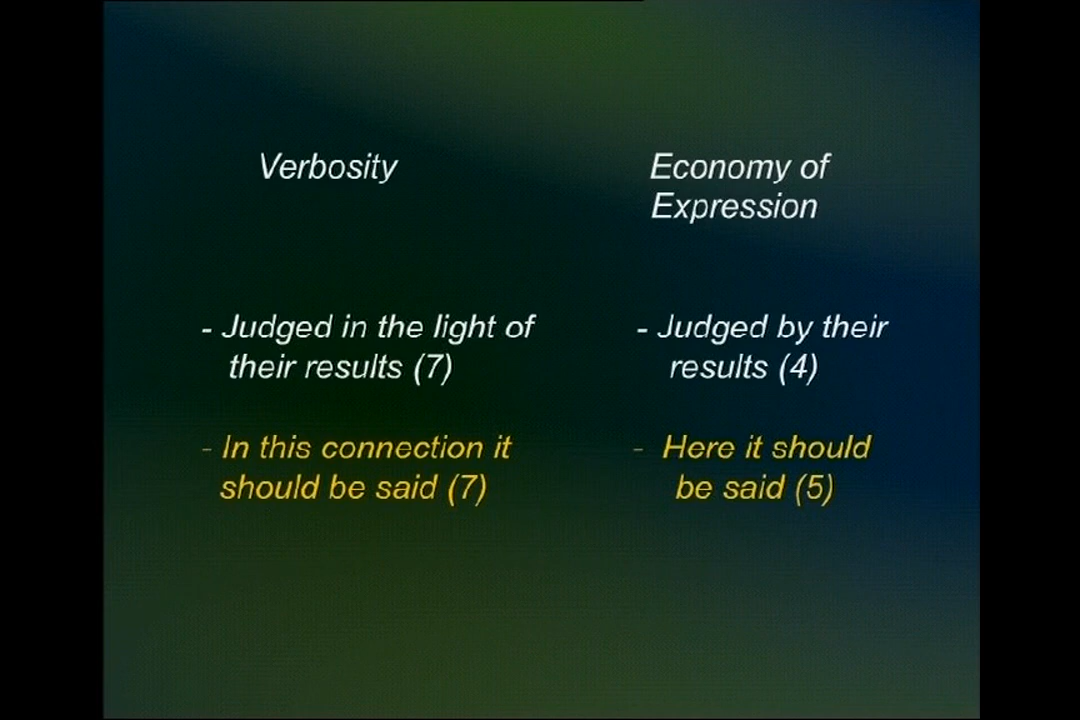 Verbosity
Economy of
Expression
- Judged in the light of
their results (7)
- Judged by their
results (4)
- In this connection it
should be said (7)
- Here it should
be said (5)